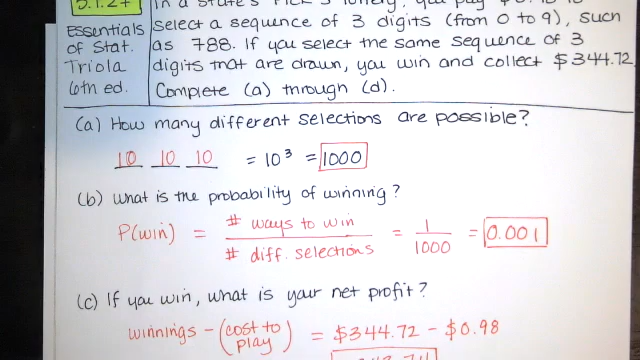 5.1.27
In a state's Pick 3 lottery, you pay $0.98 to
Essentials
of Stat.
Triola
6th ed.
select a sequence of 3 digits (from 0 to 9), such
as 788. If you select the same sequence of 3
digits that are drawn, you win and collect $344.72.
Complete (a) through (d).
(a) How many different selections are possible?
10 10 10 = 10³ = 1000
(b) What is the probability of winning?
P(win) = # ways to win / # diff. selections = 1 / 1000 = 0.001
(c) If you win, what is your net profit?
winnings - (cost to play) = $344.72 - $0.98